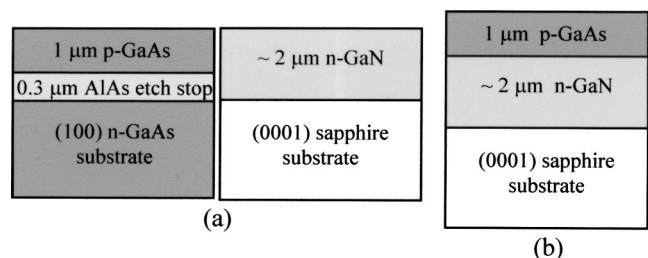 1 μm p-GaAs
0.3 μm AlAs etch stop
(100) n-GaAs
substrate
~ 2 μm n-GaN
(0001) sapphire
substrate
(a)
1 μm p-GaAs
~ 2 μm n-GaN
(0001) sapphire
substrate
(b)